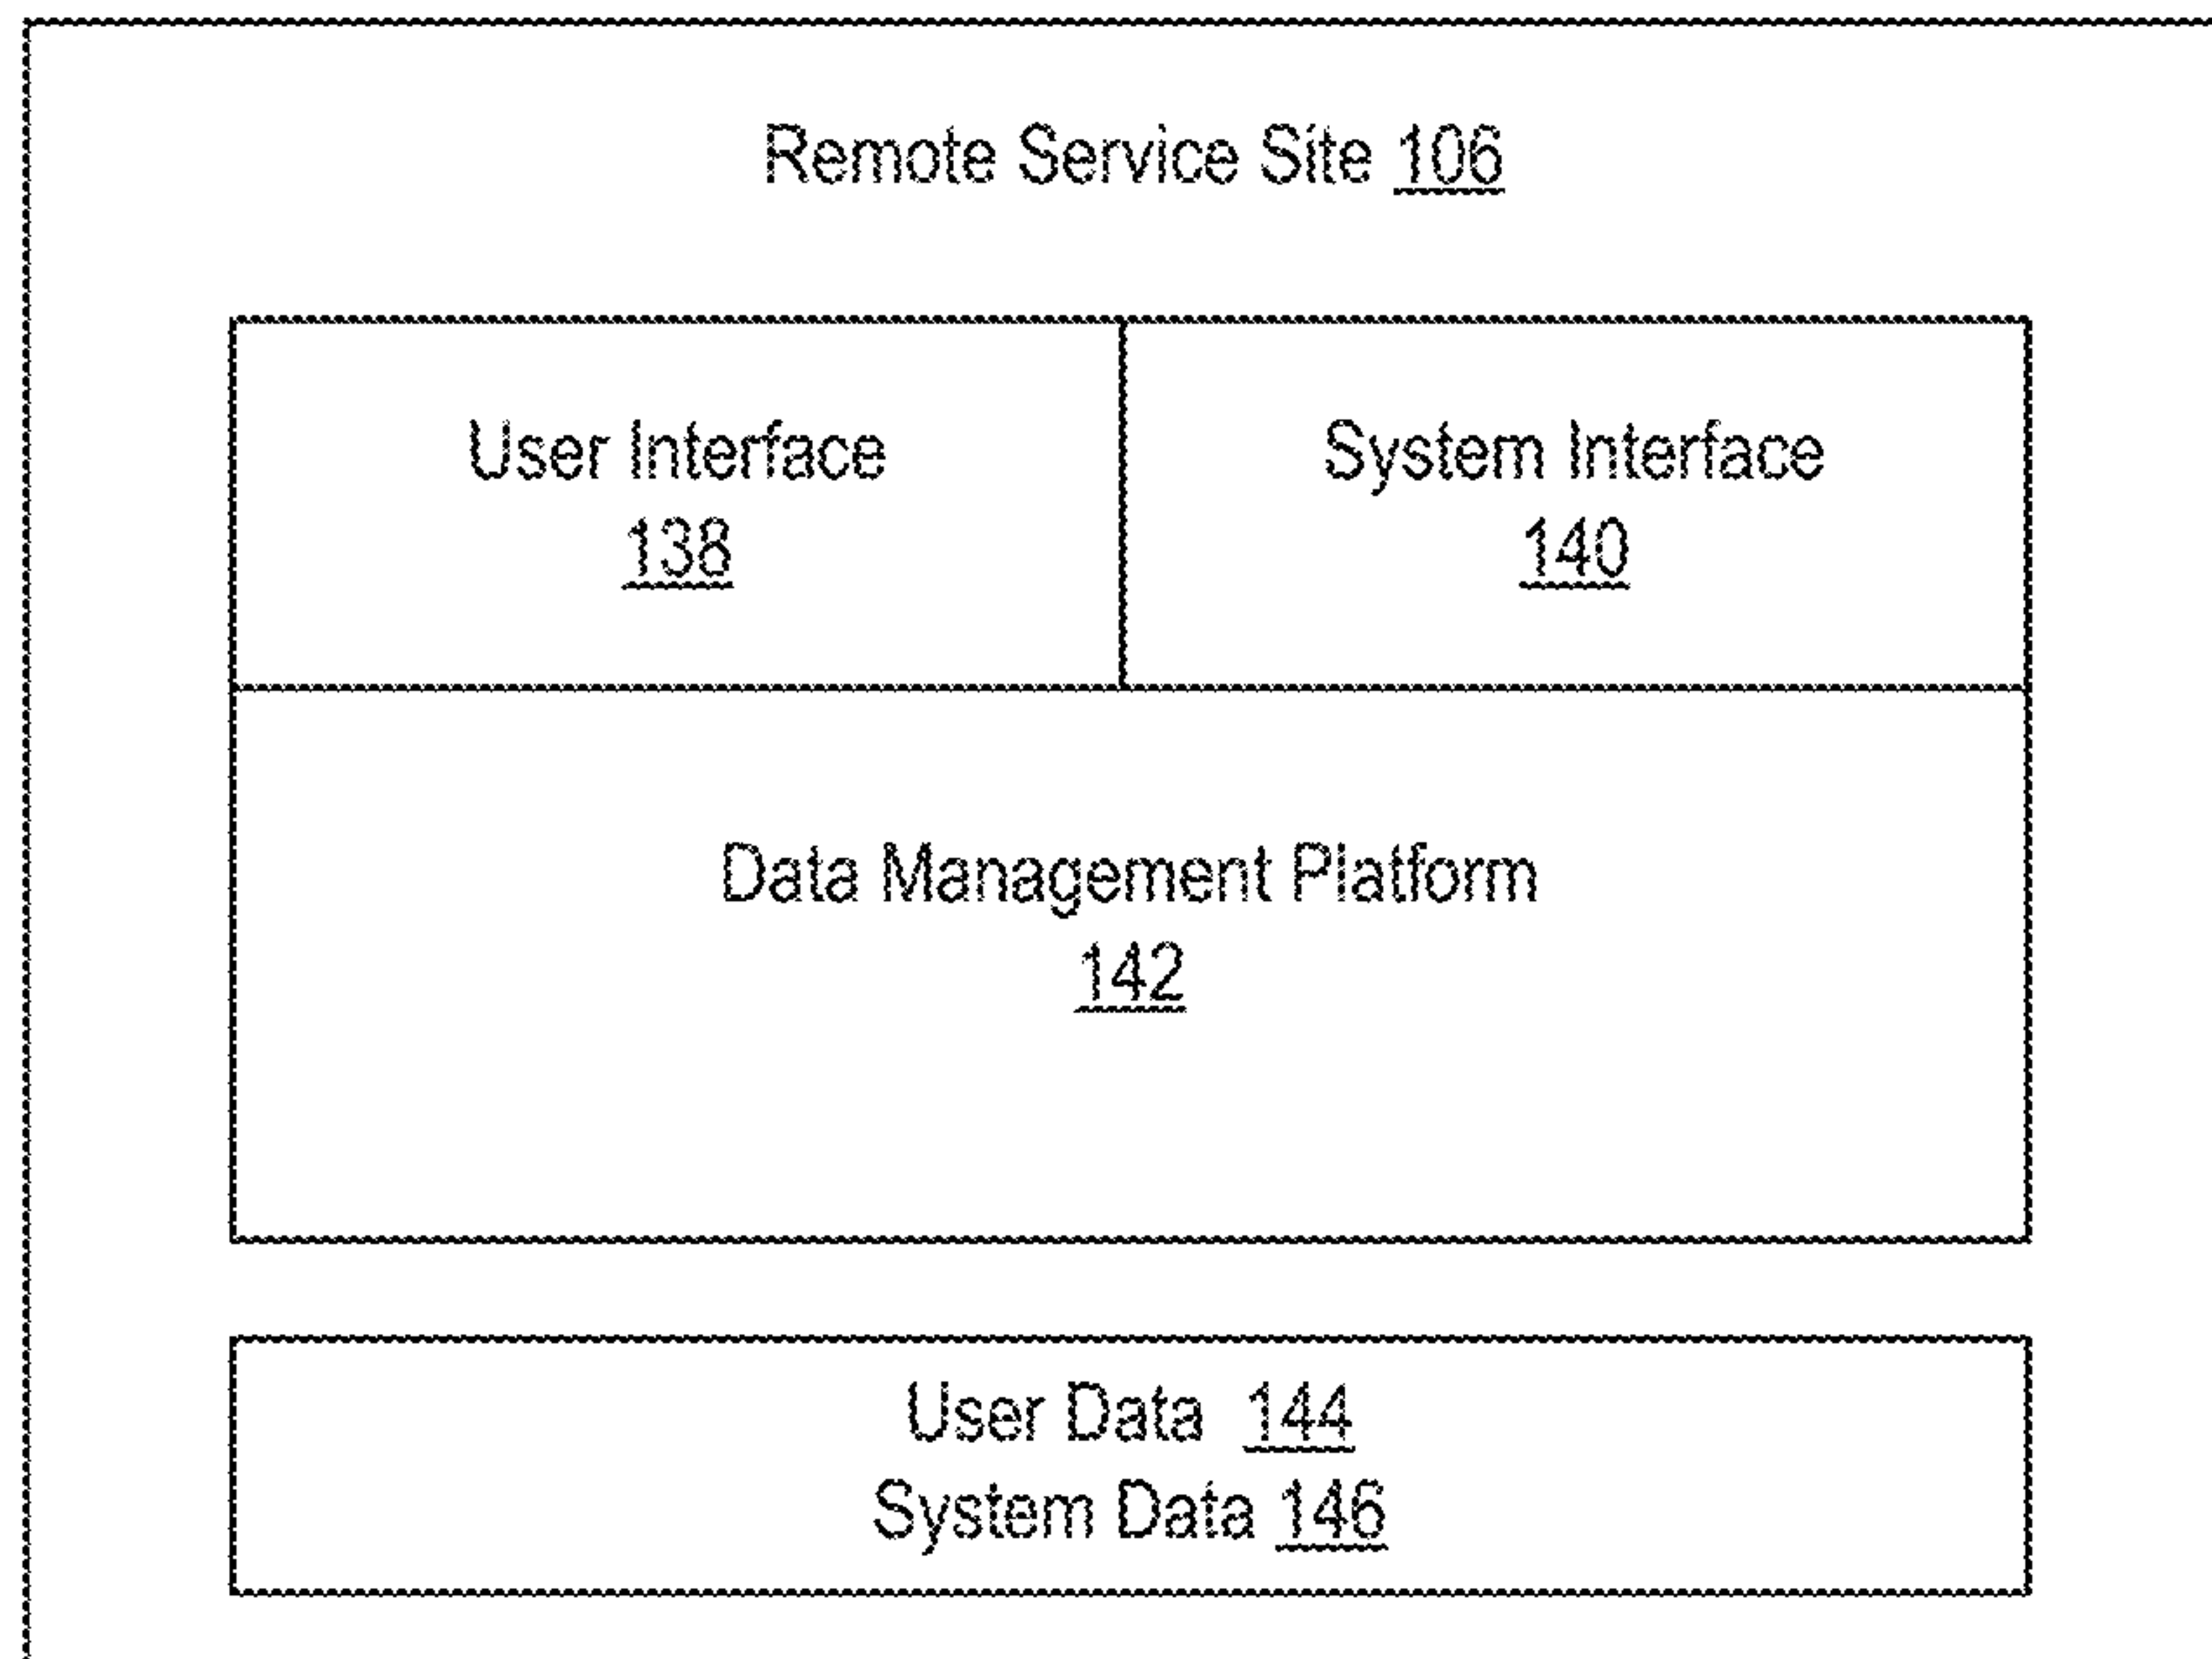 Remote Service Site 106
User Interface
138
System Interface
140
Data Management Platform
142
User Data 144
System Data 146